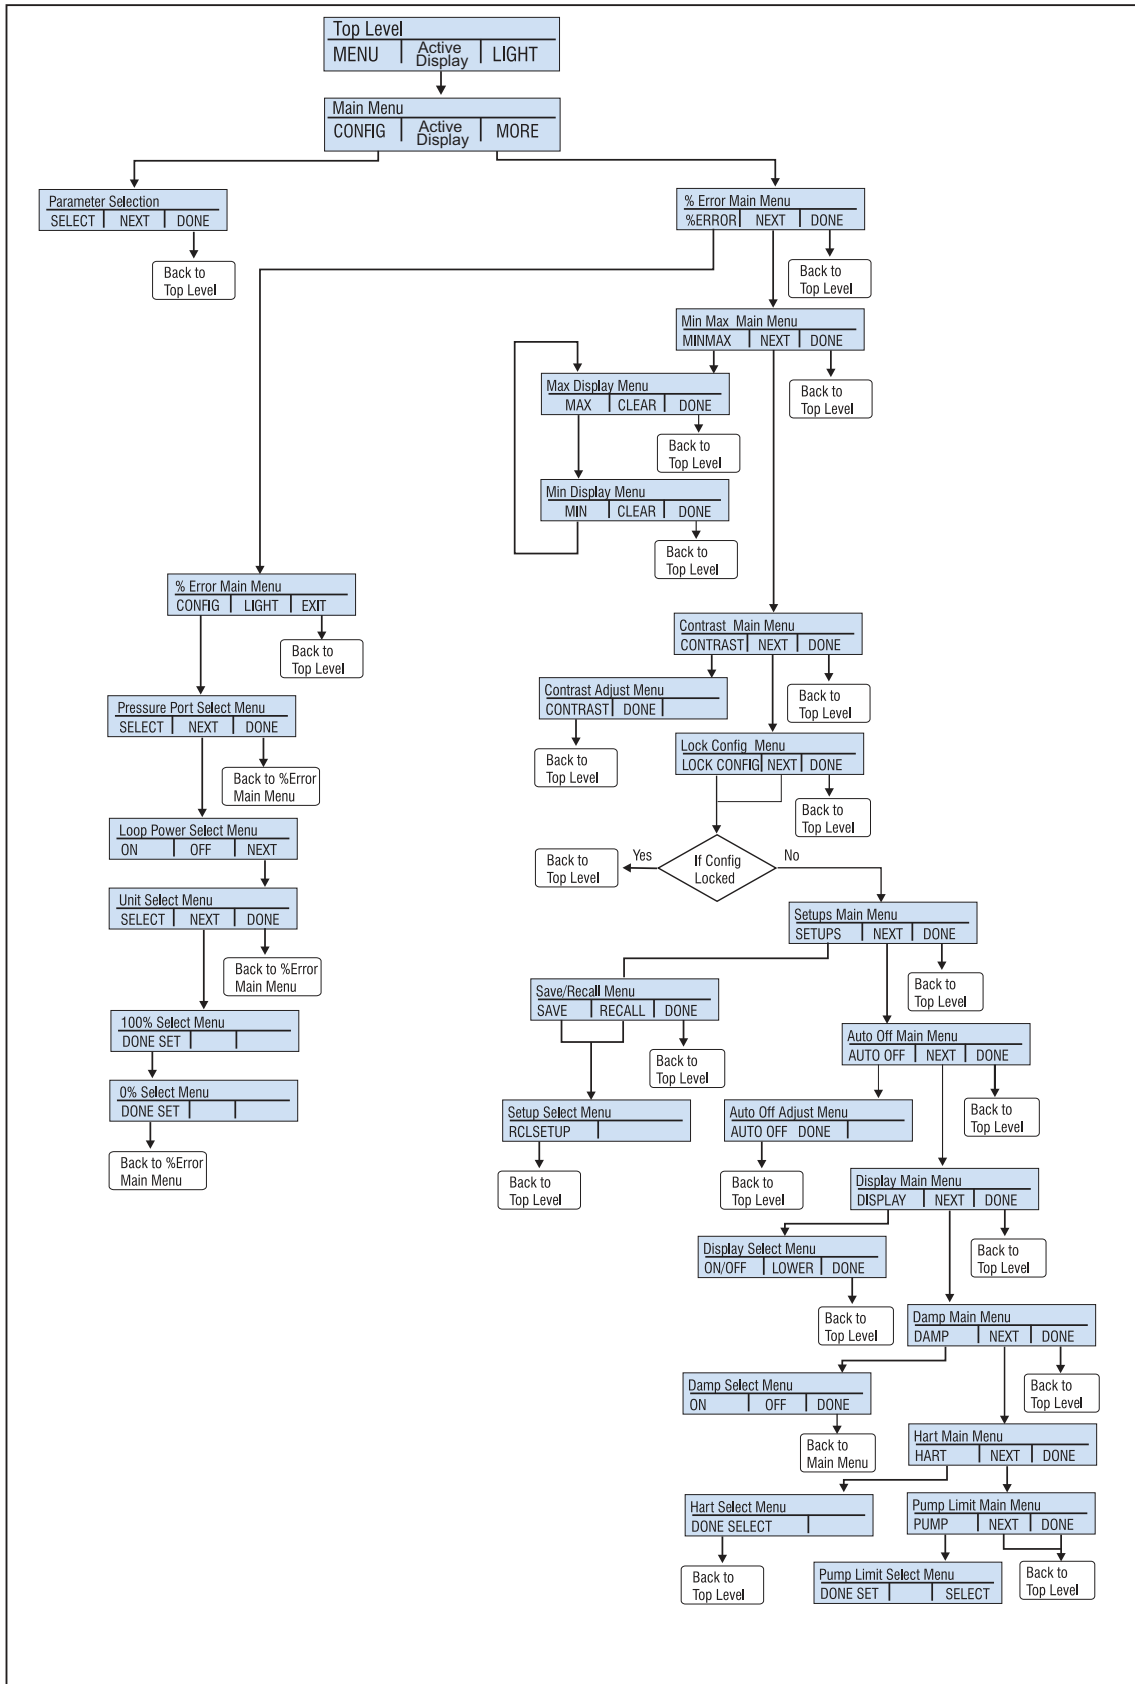 Top Level
MENU Active Display LIGHT
Main Menu
CONFIG Active Display MORE
Parameter Selection
SELECT NEXT DONE
Back to
Top Level
% Error Main Menu
%ERROR NEXT DONE
Back to
Top Level
Min Max Main Menu
MINMAX NEXT DONE
Back to
Top Level
Max Display Menu
MAX CLEAR DONE
Back to
Top Level
Min Display Menu
MIN CLEAR DONE
Back to
Top Level
% Error Main Menu
CONFIG LIGHT EXIT
Back to
Top Level
Pressure Port Select Menu
SELECT NEXT DONE
Back to %Error
Main Menu
Loop Power Select Menu
ON OFF NEXT
Unit Select Menu
SELECT NEXT DONE
Back to %Error
Main Menu
100% Select Menu
DONE SET
0% Select Menu
DONE SET
Back to %Error
Main Menu
Contrast Main Menu
CONTRAST NEXT DONE
Back to
Top Level
Contrast Adjust Menu
CONTRAST DONE
Back to
Top Level
Lock Config Menu
LOCK CONFIG NEXT DONE
Back to
Top Level
If Config
Locked
Yes
No
Back to
Top Level
Setups Main Menu
SETUPS NEXT DONE
Back to
Top Level
Save/Recall Menu
SAVE RECALL DONE
Back to
Top Level
Setup Select Menu
RCLSETUP
Back to
Top Level
Auto Off Main Menu
AUTO OFF NEXT DONE
Back to
Top Level
Auto Off Adjust Menu
AUTO OFF DONE
Back to
Top Level
Display Main Menu
DISPLAY NEXT DONE
Back to
Top Level
Display Select Menu
ON/OFF LOWER DONE
Back to
Top Level
Damp Main Menu
DAMP NEXT DONE
Back to
Top Level
Damp Select Menu
ON OFF DONE
Back to
Main Menu
Hart Main Menu
HART NEXT DONE
Hart Select Menu
DONE SELECT
Back to
Top Level
Pump Limit Main Menu
PUMP NEXT DONE
Back to
Top Level
Pump Limit Select Menu
DONE SET SELECT